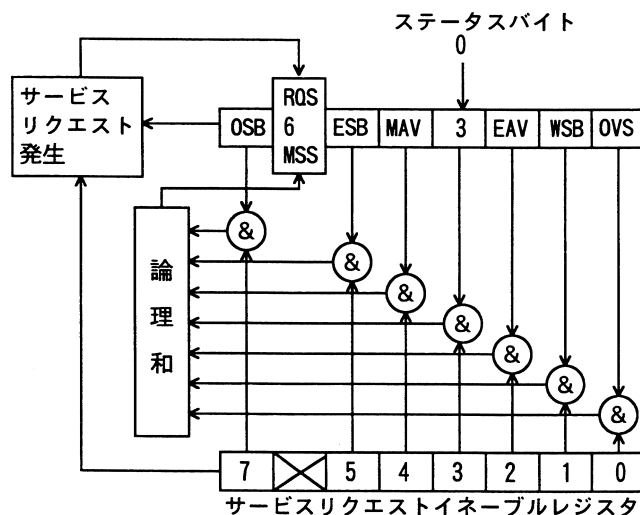 ステータスバイト
0
サービス
リクエスト
発生
OSB
RQS
6
MSS
ESB
MAV
3
EAV
WSB
OVS
&
&
&
&
&
&
&
論
理
和
7
5
4
3
2
1
0
サービスリクエストイネーブルレジスタ